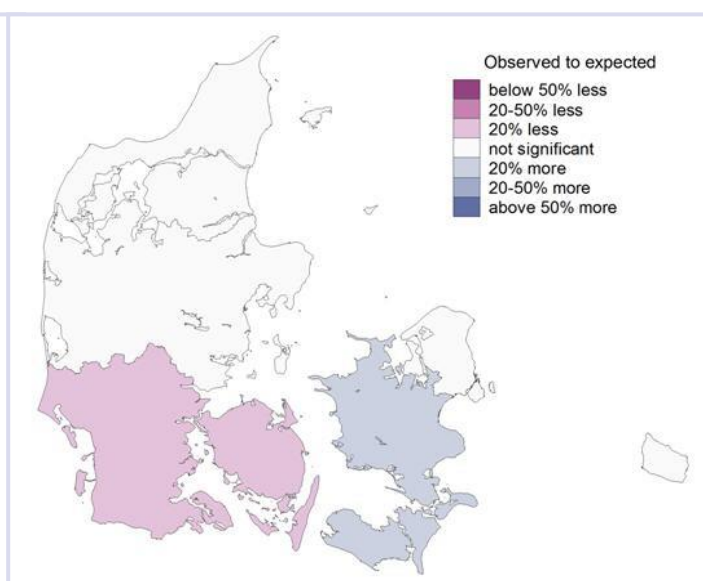 Observed to expected
below 50% less
20-50% less
20% less
not significant
20% more
20-50% more
above 50% more